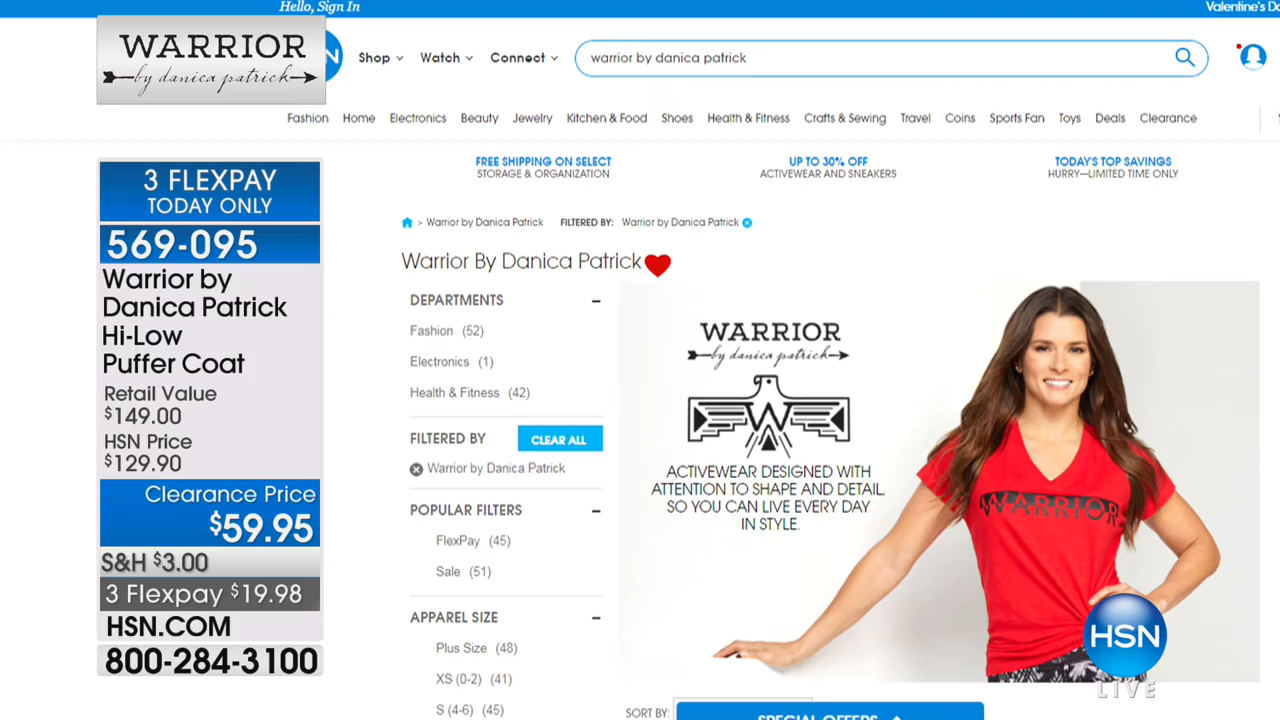 Hello, Sign In
Valentine's Da
WARRIOR
by danica patrick
N
Shop
Watch
Connect
warrior by danica patrick
Fashion Home Electronics Beauty Jewelry Kitchen & Food Shoes Health & Fitness Crafts & Sewing Travel Coins Sports Fan Toys Deals Clearance
FREE SHIPPING ON SELECT
STORAGE & ORGANIZATION
UP TO 30% OFF
ACTIVEWEAR AND SNEAKERS
TODAY'S TOP SAVINGS
HURRY—LIMITED TIME ONLY
3 FLEXPAY
TODAY ONLY
569-095
Warrior by
Danica Patrick
Hi-Low
Puffer Coat
Retail Value
$149.00
HSN Price
$129.90
Clearance Price
$59.95
S&H $3.00
3 Flexpay $19.98
HSN.COM
800-284-3100
> Warrior by Danica Patrick FILTERED BY: Warrior by Danica Patrick
Warrior By Danica Patrick
DEPARTMENTS
Fashion (52)
Electronics (1)
Health & Fitness (42)
FILTERED BY CLEAR ALL
Warrior by Danica Patrick
POPULAR FILTERS
FlexPay (45)
Sale (51)
APPAREL SIZE
Plus Size (48)
XS (0-2) (41)
S (4-6) (45)
WARRIOR
by danica patrick
W
ACTIVEWEAR DESIGNED WITH
ATTENTION TO SHAPE AND DETAIL,
SO YOU CAN LIVE EVERY DAY
IN STYLE.
WARRIOR
HSN
LIVE
SORT BY:
SPECIAL OFFERS